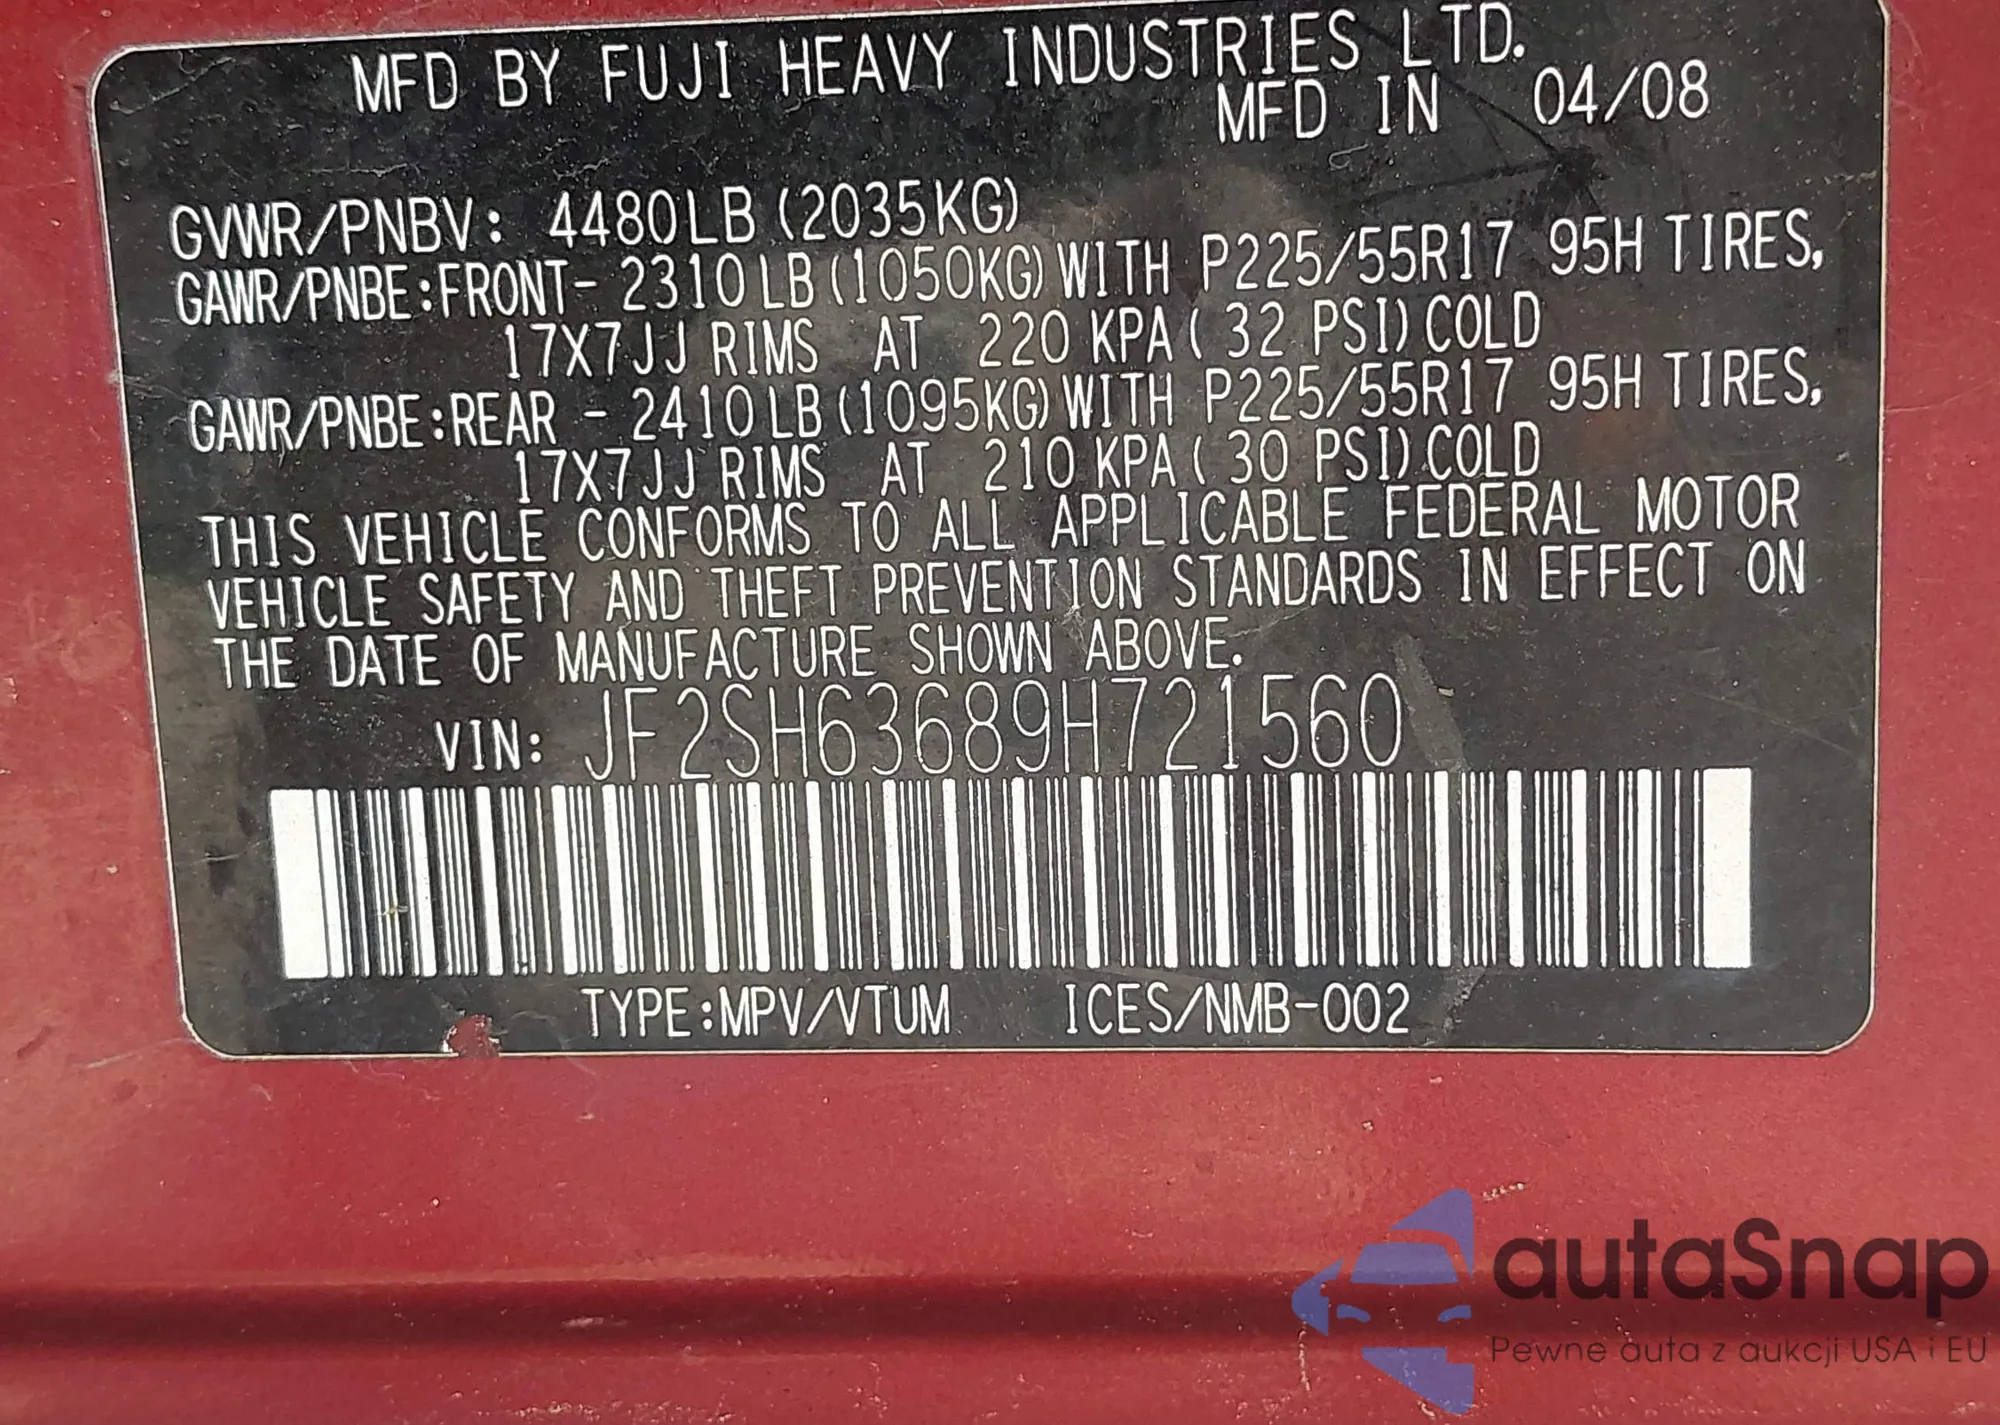 MFD BY FUJI HEAVY INDUSTRIES LTD.
MFD IN 04/08
GVWR/PNBV: 4480LB (2035KG)
GAWR/PNBE:FRONT- 2310LB (1050KG) WITH P225/55R17 95H TIRES,
17X7JJ RIMS AT 220 KPA ( 32 PSI) COLD
GAWR/PNBE:REAR - 2410LB (1095KG) WITH P225/55R17 95H TIRES,
17X7JJ RIMS AT 210 KPA ( 30 PSI) COLD
THIS VEHICLE CONFORMS TO ALL APPLICABLE FEDERAL MOTOR
VEHICLE SAFETY AND THEFT PREVENTION STANDARDS IN EFFECT ON
THE DATE OF MANUFACTURE SHOWN ABOVE.
VIN: JF2SH63689H721560
TYPE:MPV/VTUM ICES/NMB-002
autaSnap
Pewne auta z aukcji USA i EU